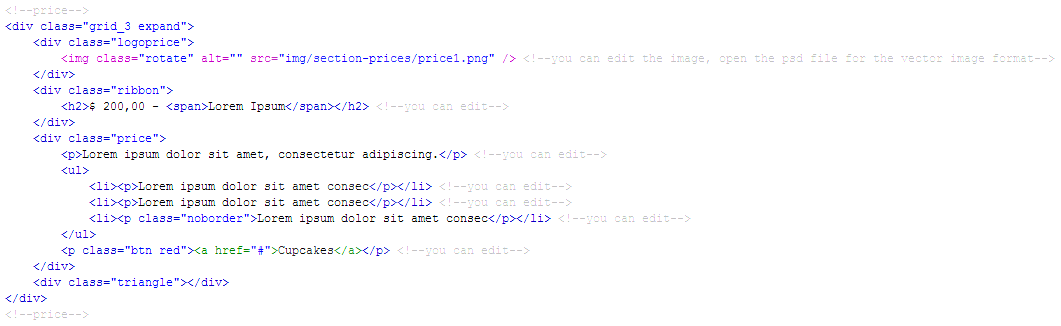 <!--price-->
<div class="grid_3 expand">
    <div class="logoprice">
        <img class="rotate" alt="" src="img/section-prices/price1.png" /> <!--you can edit the image, open the psd file for the vector image format-->
    </div>
    <div class="ribbon">
        <h2>$ 200,00 - <span>Lorem Ipsum</span></h2> <!--you can edit-->
    </div>
    <div class="price">
        <p>Lorem ipsum dolor sit amet, consectetur adipiscing.</p> <!--you can edit-->
        <ul>
            <li><p>Lorem ipsum dolor sit amet consec</p></li> <!--you can edit-->
            <li><p>Lorem ipsum dolor sit amet consec</p></li> <!--you can edit-->
            <li><p class="noborder">Lorem ipsum dolor sit amet consec</p></li> <!--you can edit-->
        </ul>
        <p class="btn red"><a href="#">Cupcakes</a></p> <!--you can edit-->
    </div>
    <div class="triangle"></div>
</div>
<!--price-->